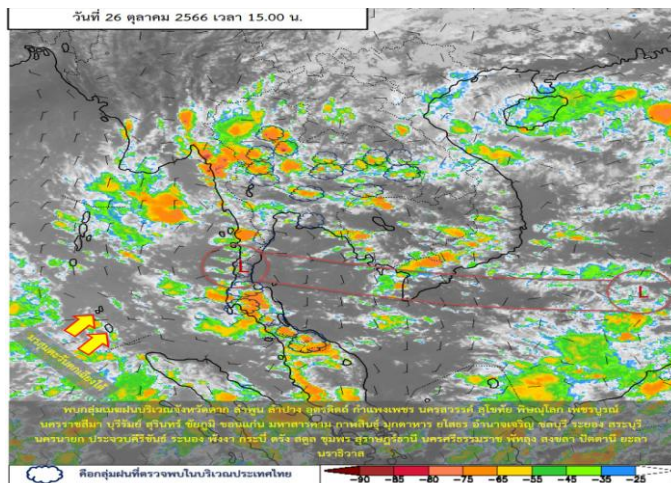 วันที่ 26 ตุลาคม 2566 เวลา 15.00 น.
L
L
พบกลุ่มเมฆฝนบริเวณจังหวัดตาก ลำพูน ลำปาง อุตรดิตถ์ กำแพงเพชร นครสวรรค์ สุโขทัย พิษณุโลก เพชรบูรณ์
นครราชสีมา บุรีรัมย์ สุรินทร์ ชัยภูมิ ขอนแก่น มหาสารคาม กาฬสินธุ์ มุกดาหาร ยโสธร อำนาจเจริญ ชลบุรี ระยอง สระบุรี
นครนายก ประจวบคีรีขันธ์ ระนอง พังงา กระบี่ ตรัง สตูล ชุมพร สุราษฎร์ธานี นครศรีธรรมราช พัทลุง สงขลา ปัตตานี ยะลา
นราธิวาส
คือกลุ่มฝนที่ตรวจพบในบริเวณประเทศไทย
-90 -85 -80 -75 -65 -55 -45 -35 -25